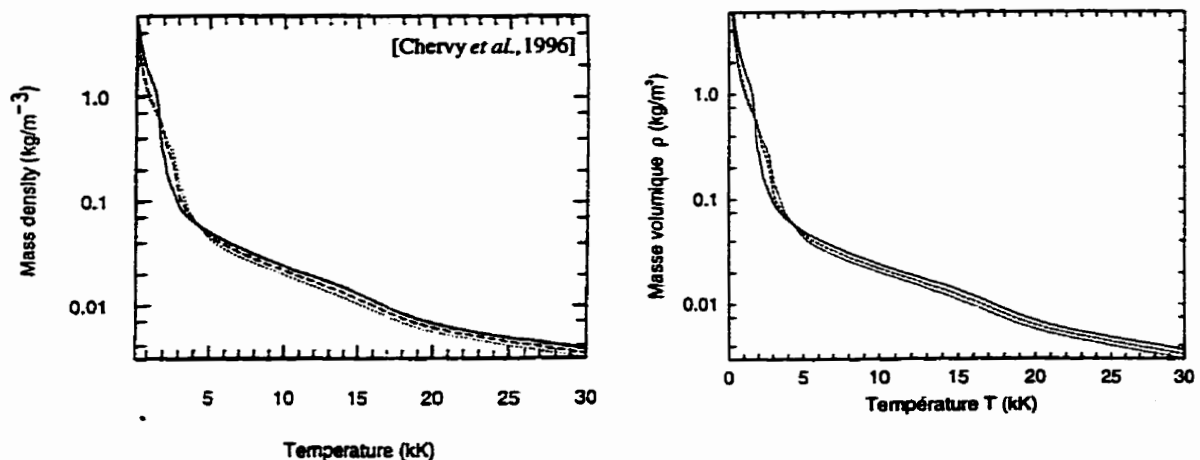 [Chervy et al., 1996]
Mass density (kg/m⁻³)
1.0
0.1
0.01
5 10 15 20 25 30
Temperature (kK)
Masse volumique ρ (kg/m³)
1.0
0.1
0.01
0 5 10 15 20 25 30
Température T (kK)